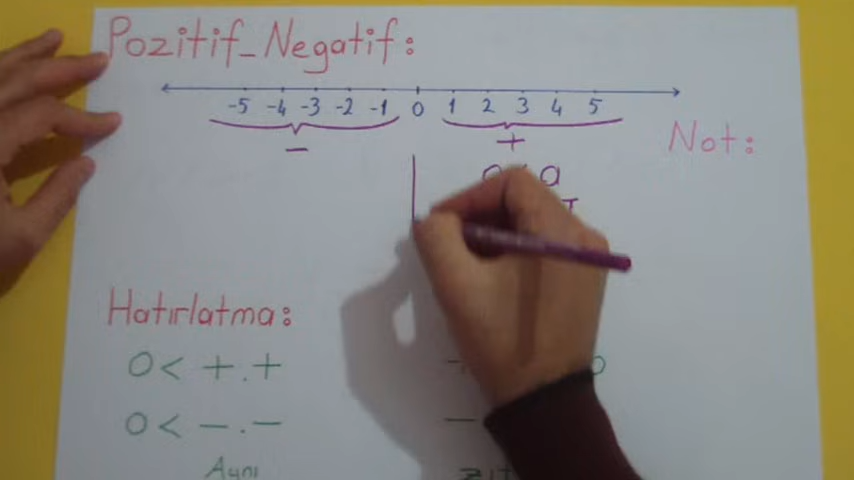 Pozitif_Negatif:
-5 -4 -3 -2 -1 0 1 2 3 4 5
− +
Not:
a
Hatırlatma:
0 < + . +
0 < − . − −
Aynı